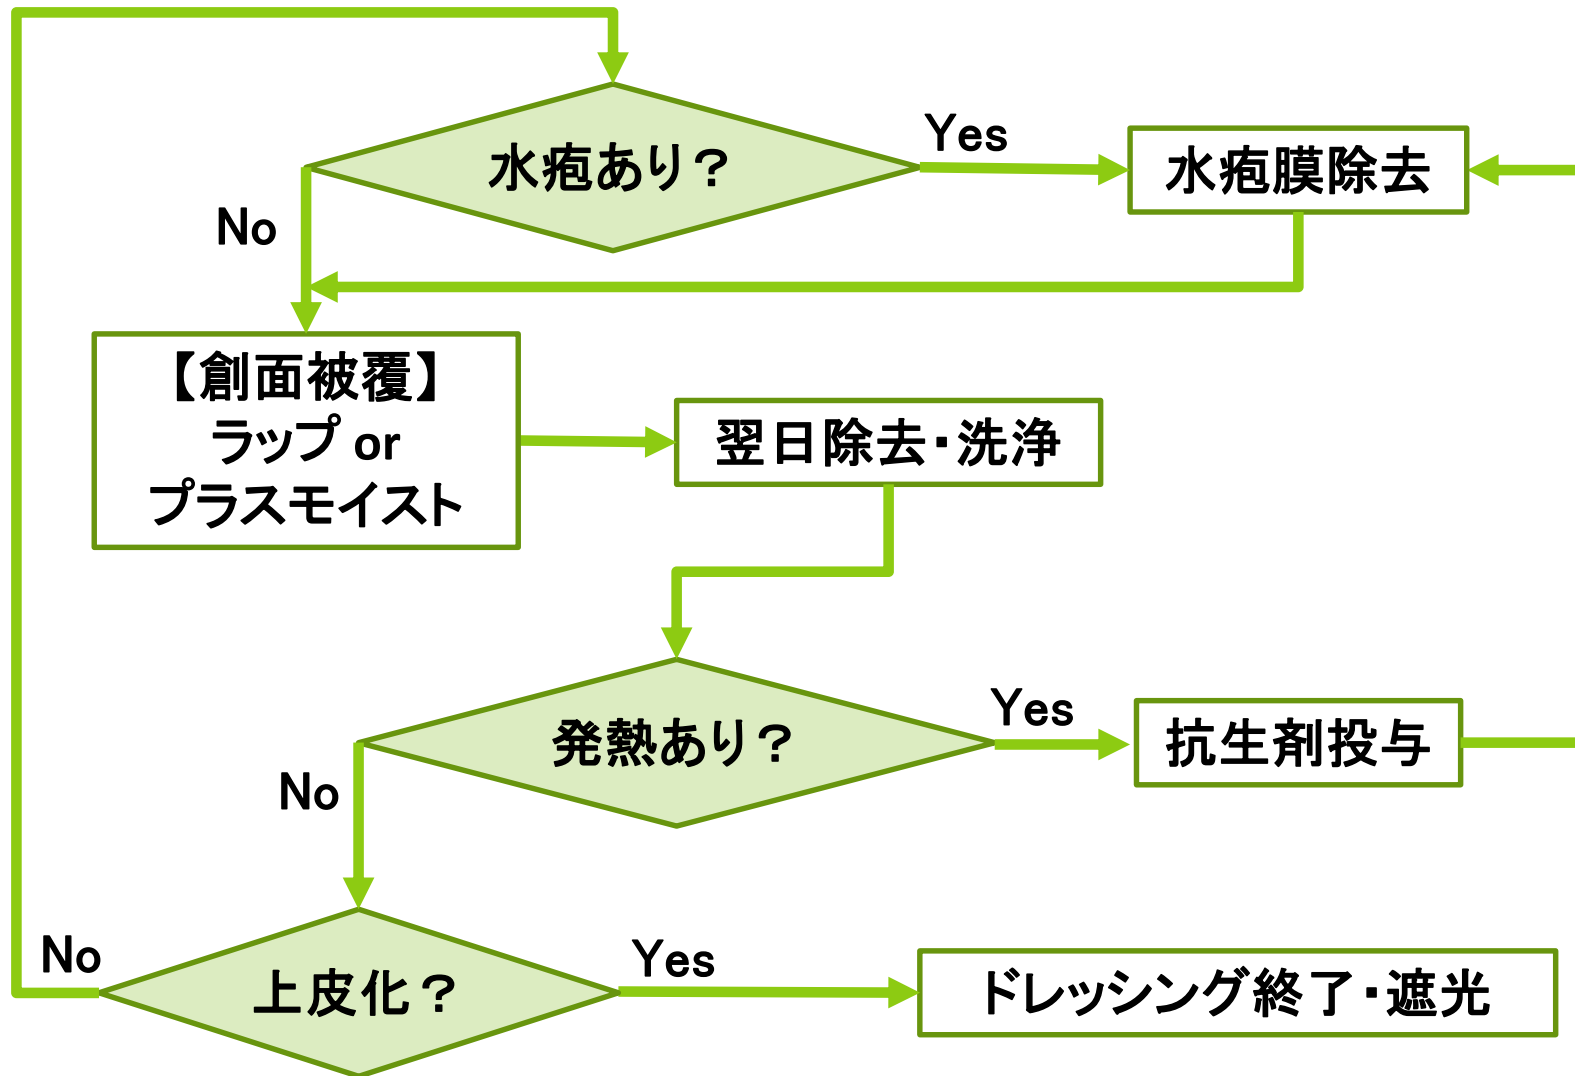 水疱あり？
Yes
水疱膜除去
No
【創面被覆】
ラップ or
プラスモイスト
翌日除去・洗浄
発熱あり？
Yes
抗生剤投与
No
上皮化？
No
Yes
ドレッシング終了・遮光